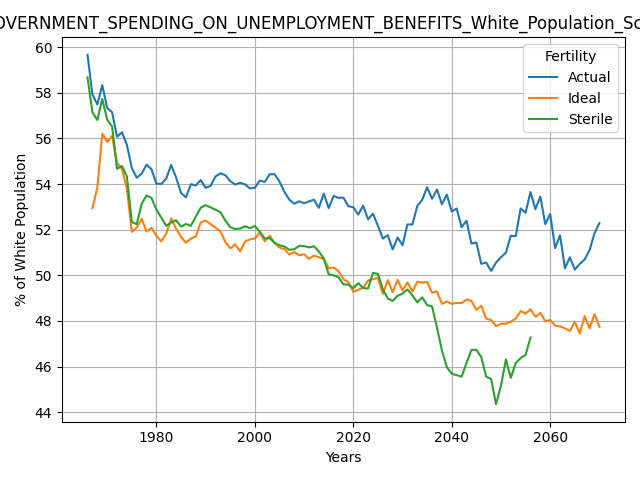 OVERNMENT_SPENDING_ON_UNEMPLOYMENT_BENEFITS_White_Population_Sc
60
58
56
54
52
50
48
46
44
% of White Population
Fertility
Actual
Ideal
Sterile
1980
2000
2020
2040
2060
Years